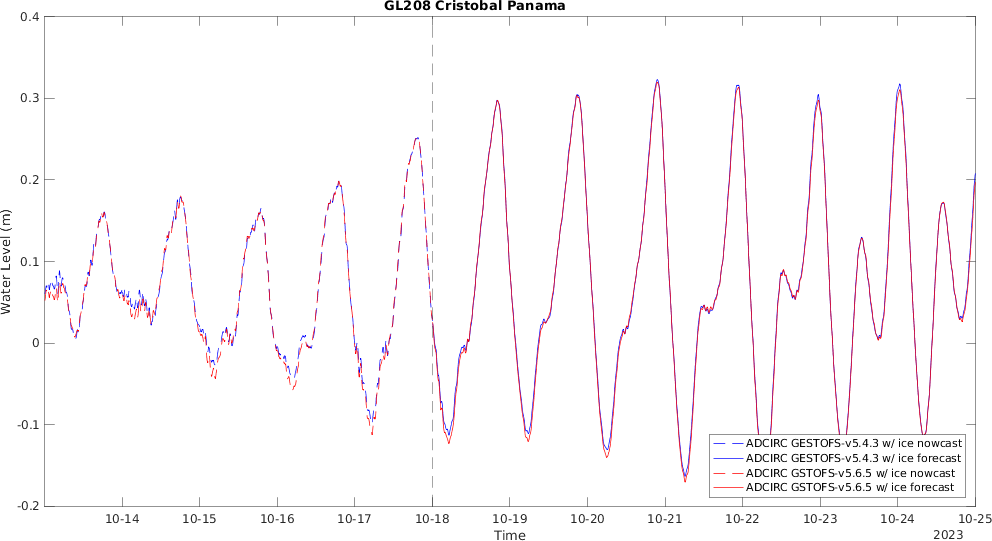 GL208 Cristobal Panama
0.4
0.3
0.2
0.1
0
-0.1
-0.2
Water Level (m)
ADCIRC GESTOFS-v5.4.3 w/ ice nowcast
ADCIRC GESTOFS-v5.4.3 w/ ice forecast
ADCIRC GSTOFS-v5.6.5 w/ ice nowcast
ADCIRC GSTOFS-v5.6.5 w/ ice forecast
10-14 10-15 10-16 10-17 10-18 10-19 10-20 10-21 10-22 10-23 10-24 10-25
Time
2023